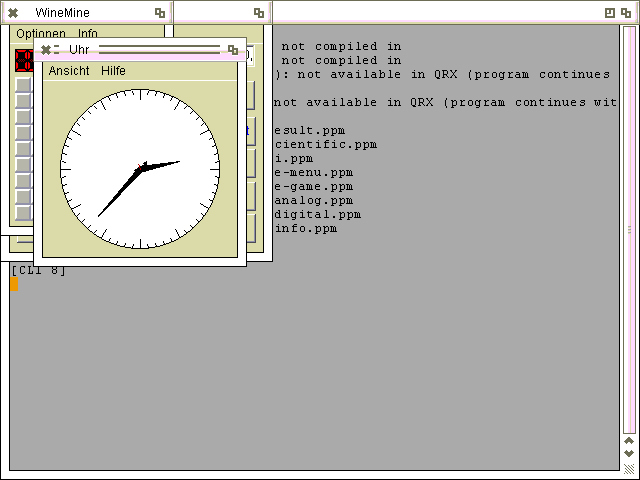 WineMine
Optionen Info
Uhr
Ansicht Hilfe
not compiled in
not compiled in
): not available in QRX (program continues
not available in QRX (program continues wit
esult.ppm
cientific.ppm
i.ppm
e-menu.ppm
e-game.ppm
analog.ppm
digital.ppm
info.ppm
[CLI 8]